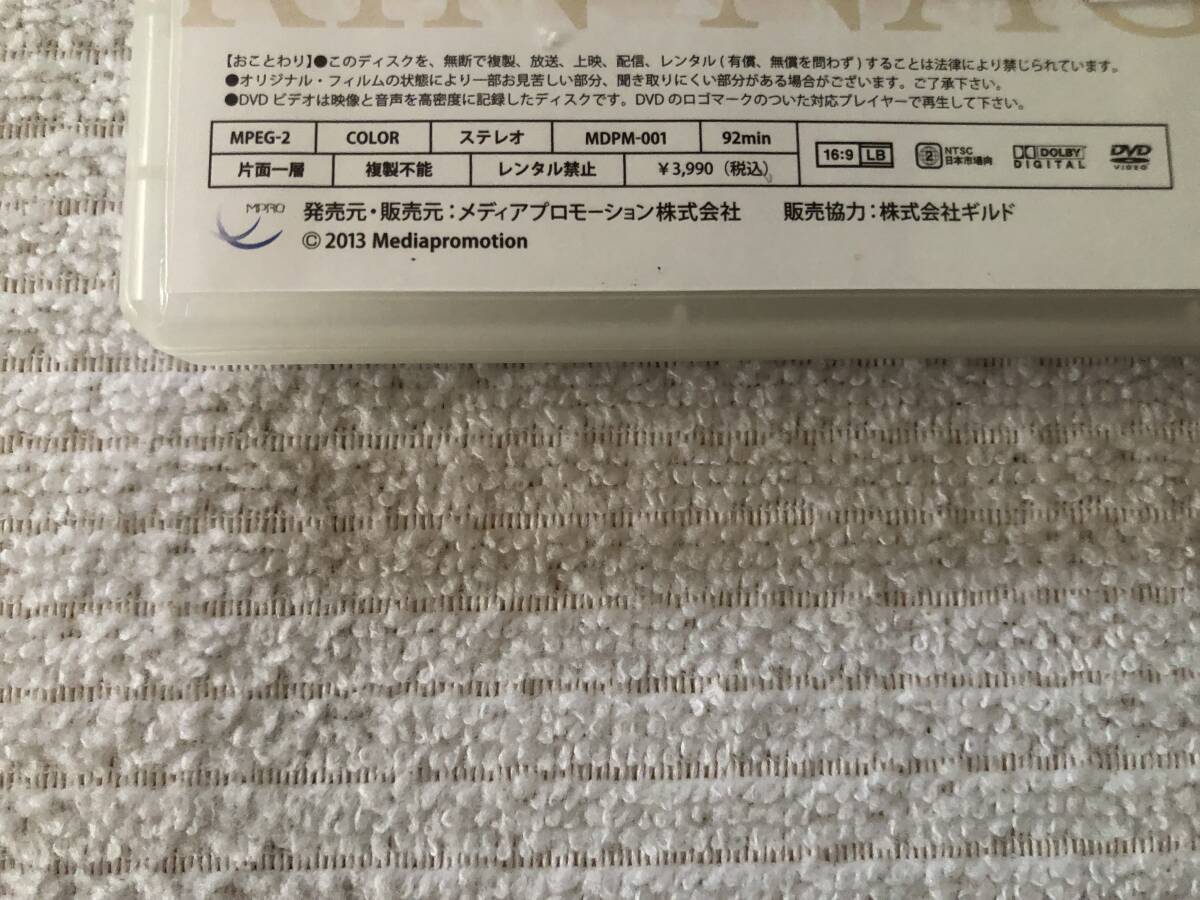 【おことわり】●このディスクを、無断で複製、放送、上映、配信、レンタル(有償、無償を問わず)することは法律により禁じられています。
●オリジナル・フィルムの状態により一部お見苦しい部分、聞き取りにくい部分がある場合がございます。ご了承下さい。
●DVDビデオは映像と音声を高密度に記録したディスクです。DVDのロゴマークのついた対応プレイヤーで再生して下さい。
MPEG-2 COLOR ステレオ MDPM-001 92min
片面一層 複製不能 レンタル禁止 ¥3,990(税込)
16:9 LB 2 NTSC 日本市場向 DOLBY DIGITAL DVD VIDEO
MPRO 発売元・販売元:メディアプロモーション株式会社 販売協力:株式会社ギルド
© 2013 Mediapromotion